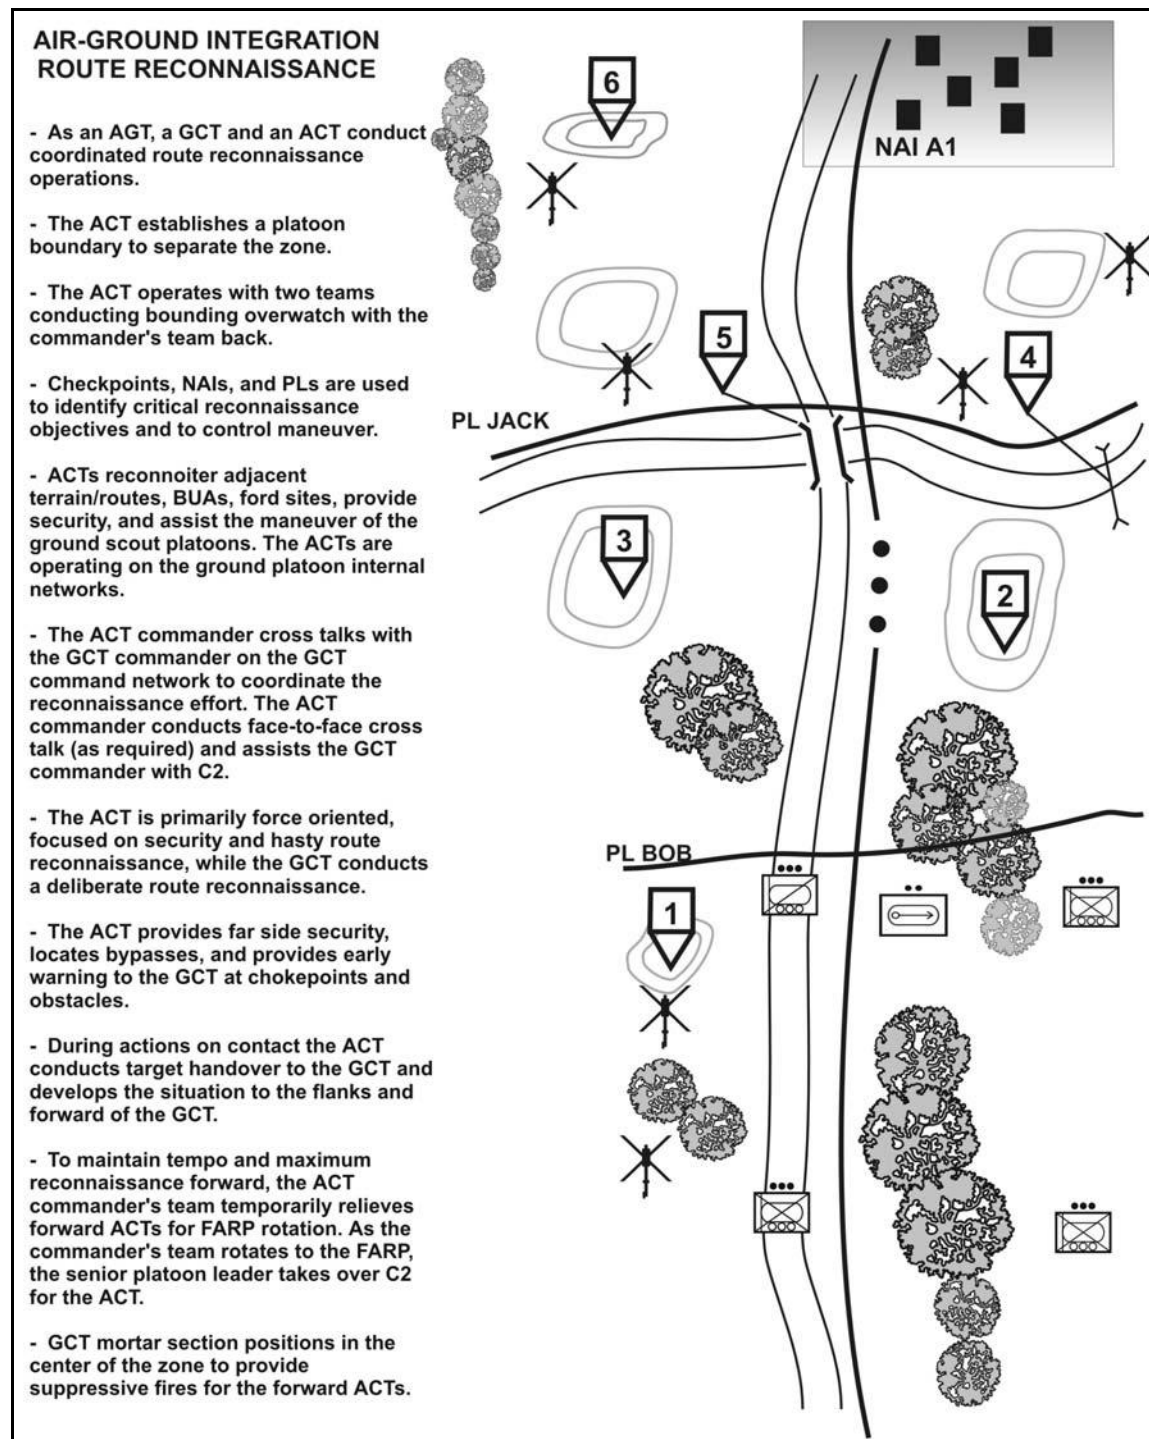 AIR-GROUND INTEGRATION
ROUTE RECONNAISSANCE
- As an AGT, a GCT and an ACT conduct
coordinated route reconnaissance
operations.
- The ACT establishes a platoon
boundary to separate the zone.
- The ACT operates with two teams
conducting bounding overwatch with the
commander's team back.
- Checkpoints, NAIs, and PLs are used
to identify critical reconnaissance
objectives and to control maneuver.
- ACTs reconnoiter adjacent
terrain/routes, BUAs, ford sites, provide
security, and assist the maneuver of the
ground scout platoons. The ACTs are
operating on the ground platoon internal
networks.
- The ACT commander cross talks with
the GCT commander on the GCT
command network to coordinate the
reconnaissance effort. The ACT
commander conducts face-to-face cross
talk (as required) and assists the GCT
commander with C2.
- The ACT is primarily force oriented,
focused on security and hasty route
reconnaissance, while the GCT conducts
a deliberate route reconnaissance.
- The ACT provides far side security,
locates bypasses, and provides early
warning to the GCT at chokepoints and
obstacles.
- During actions on contact the ACT
conducts target handover to the GCT and
develops the situation to the flanks and
forward of the GCT.
- To maintain tempo and maximum
reconnaissance forward, the ACT
commander's team temporarily relieves
forward ACTs for FARP rotation. As the
commander's team rotates to the FARP,
the senior platoon leader takes over C2
for the ACT.
- GCT mortar section positions in the
center of the zone to provide
suppressive fires for the forward ACTs.
6
NAI A1
5
4
PL JACK
3
2
PL BOB
1